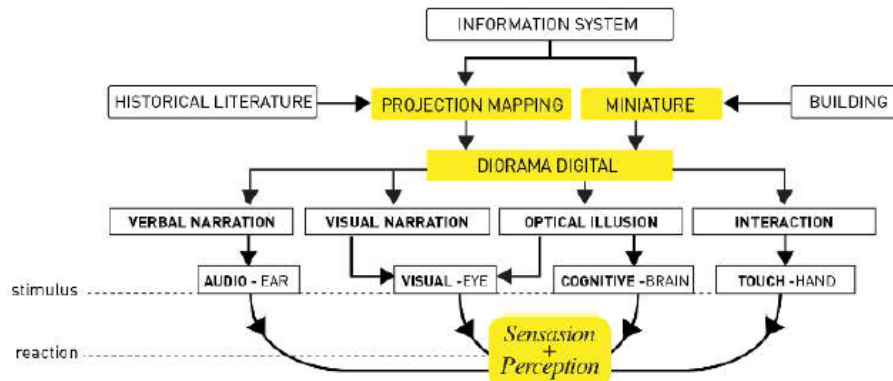 INFORMATION SYSTEM
HISTORICAL LITERATURE
PROJECTION MAPPING
MINIATURE
BUILDING
DIORAMA DIGITAL
VERBAL NARRATION
VISUAL NARRATION
OPTICAL ILLUSION
INTERACTION
AUDIO - EAR
VISUAL -EYE
COGNITIVE -BRAIN
TOUCH -HAND
stimulus
Sensasion
+
Perception
reaction